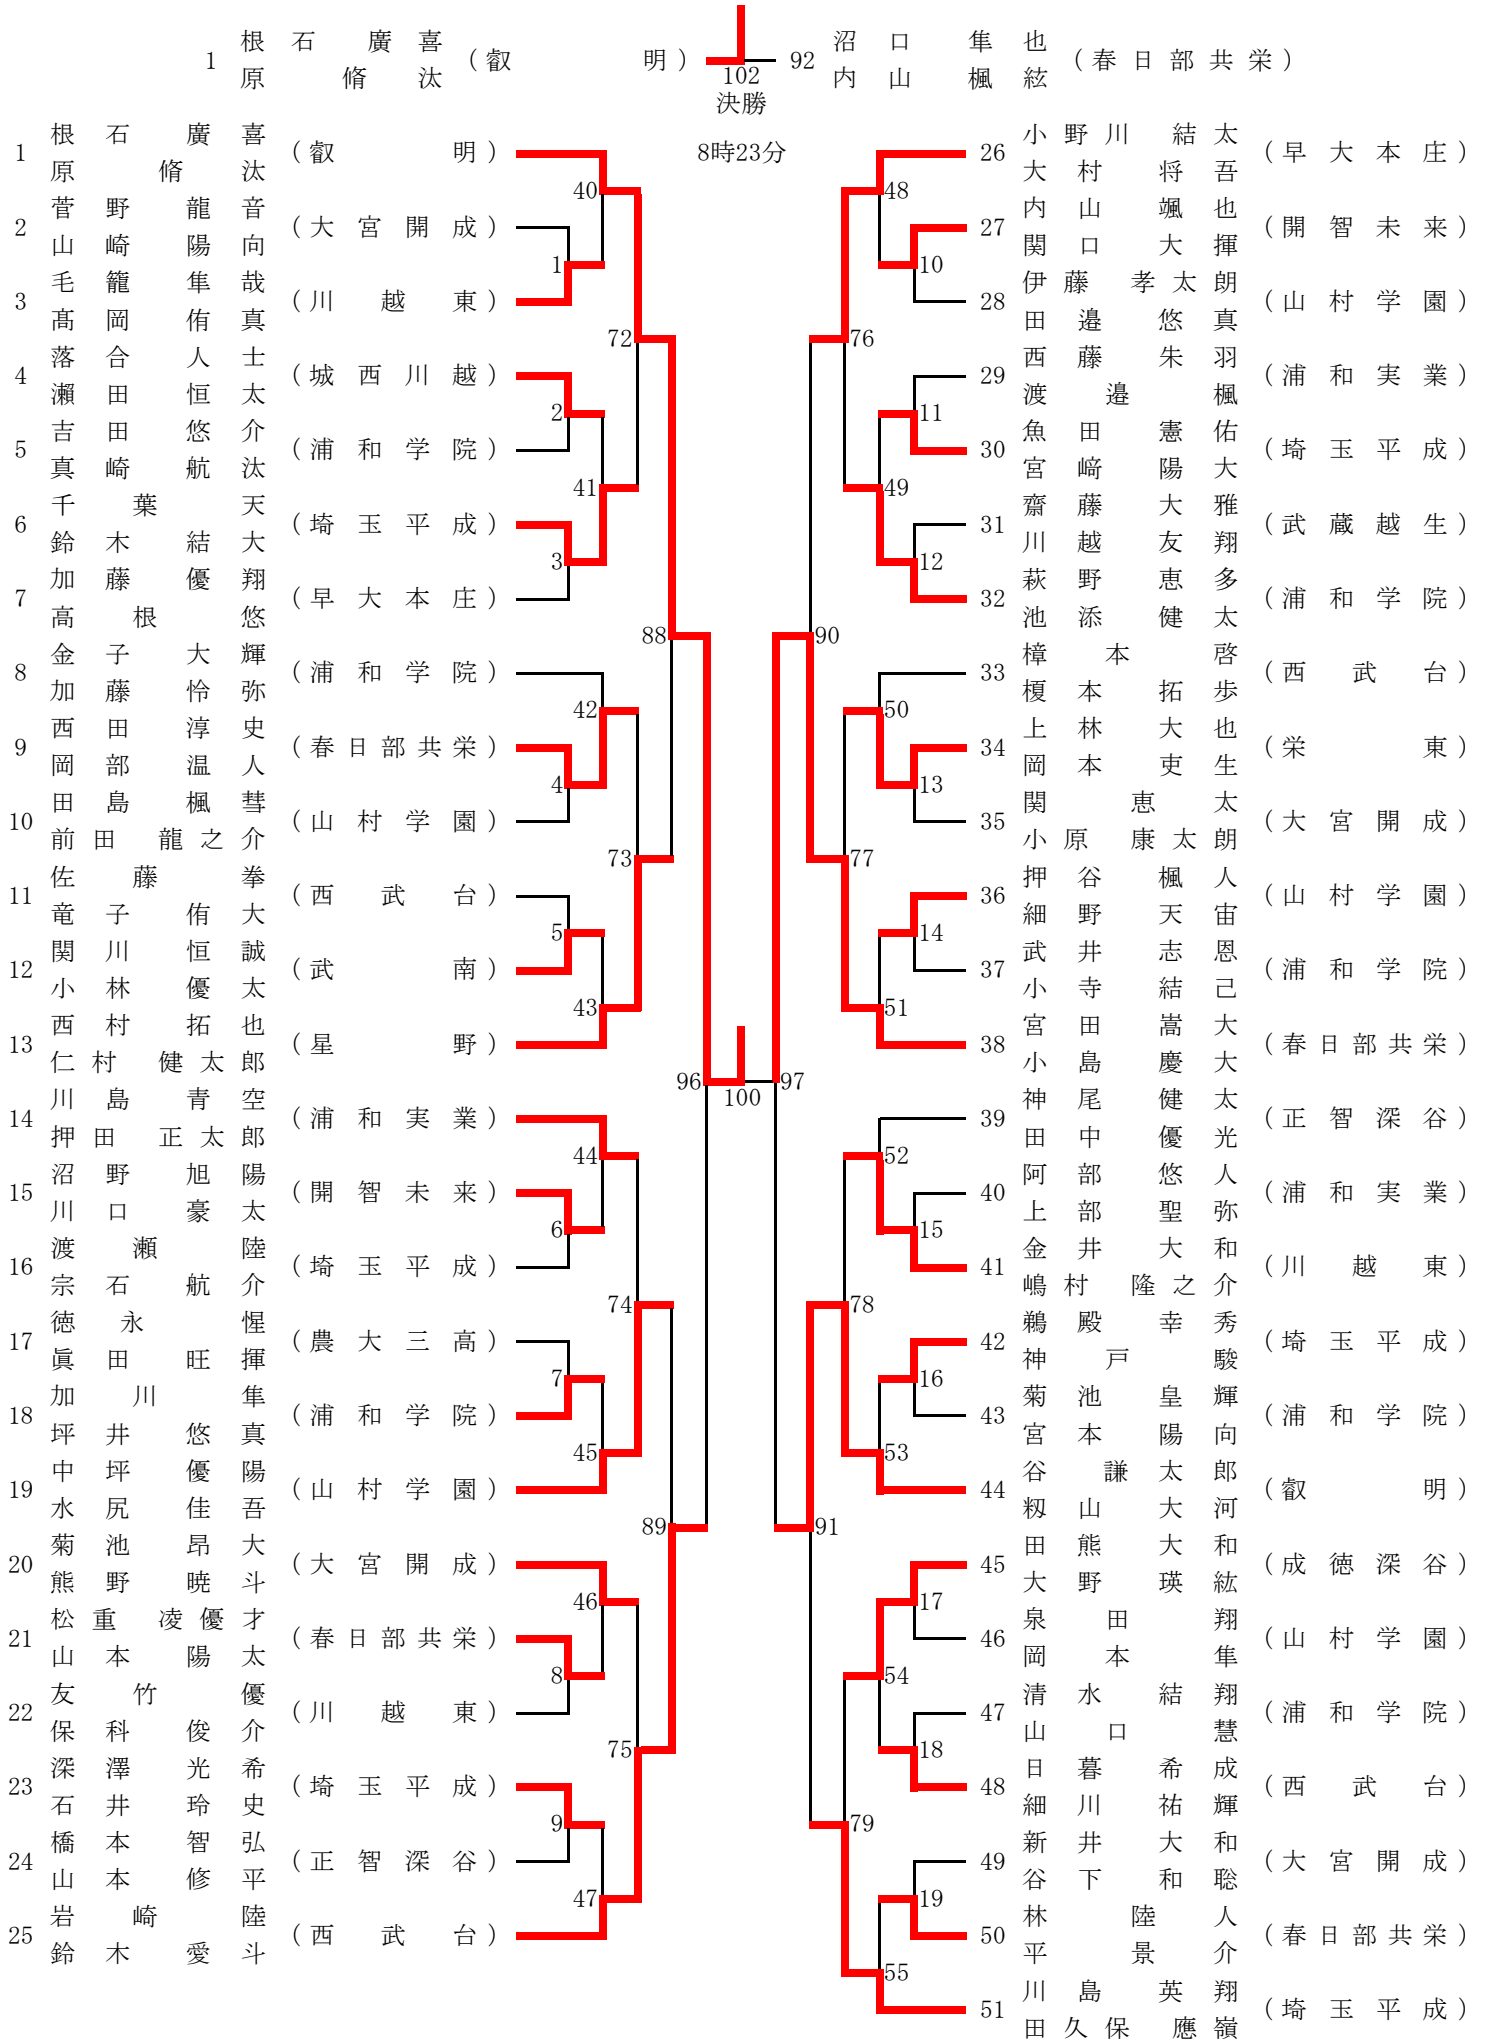 1 根石廣喜 原脩汰 (叡明) 102 92 沼口隼也 内山楓絃 (春日部共栄)
決勝
8時23分
1 根石廣喜 原脩汰 (叡明)
2 菅野龍音 山崎陽向 (大宮開成)
3 毛籠隼哉 髙岡侑真 (川越東)
4 落合人士 瀬田恒太 (城西川越)
5 吉田悠介 真崎航汰 (浦和学院)
6 千葉天 鈴木結大 (埼玉平成)
7 加藤優翔 高根悠 (早大本庄)
8 金子大輝 加藤怜弥 (浦和学院)
9 西田淳史 岡部温人 (春日部共栄)
10 田島楓彗 前田龍之介 (山村学園)
11 佐藤拳 竜子侑大 (西武台)
12 関川恒誠 小林優太 (武南)
13 西村拓也 仁村健太郎 (星野)
14 川島青空 押田正太郎 (浦和実業)
15 沼野旭陽 川口豪太 (開智未来)
16 渡瀬陸 宗石航介 (埼玉平成)
17 徳永惺 眞田旺揮 (農大三高)
18 加川隼 坪井悠真 (浦和学院)
19 中坪優陽 水尻佳吾 (山村学園)
20 菊池昂大 熊野暁斗 (大宮開成)
21 松重凌優才 山本陽太 (春日部共栄)
22 友竹優 保科俊介 (川越東)
23 深澤光希 石井玲史 (埼玉平成)
24 橋本智弘 山本修平 (正智深谷)
25 岩崎陸 鈴木愛斗 (西武台)
40
1
72
2
41
3
88
42
4
73
5
43
96
44
6
74
7
45
89
46
8
75
9
47
100
48
10
76
11
49
12
90
50
13
77
14
51
97
52
15
78
16
53
91
17
54
18
79
19
55
26 小野川結太 大村将吾 (早大本庄)
27 内山颯也 関口大揮 (開智未来)
28 伊藤孝太朗 田邉悠真 (山村学園)
29 西藤朱羽 渡邉楓 (浦和実業)
30 魚田憲佑 宮﨑陽大 (埼玉平成)
31 齋藤大雅 川越友翔 (武蔵越生)
32 萩野恵多 池添健太 (浦和学院)
33 樟本啓 榎本拓歩 (西武台)
34 上林大也 岡本吏生 (栄東)
35 関恵太 小原康太朗 (大宮開成)
36 押谷楓人 細野天宙 (山村学園)
37 武井志恩 小寺結己 (浦和学院)
38 宮田嵩大 小島慶大 (春日部共栄)
39 神尾健太 田中優光 (正智深谷)
40 阿部悠人 上部聖弥 (浦和実業)
41 金井大和 嶋村隆之介 (川越東)
42 鵜殿幸秀 神戸駿 (埼玉平成)
43 菊池皇輝 宮本陽向 (浦和学院)
44 谷謙太郎 籾山大河 (叡明)
45 田熊大和 大野瑛紘 (成徳深谷)
46 泉田翔 岡本隼 (山村学園)
47 清水結翔 山口慧 (浦和学院)
48 日暮希成 細川祐輝 (西武台)
49 新井大和 谷下和聡 (大宮開成)
50 林陸人 平景介 (春日部共栄)
51 川島英翔 田久保應嶺 (埼玉平成)